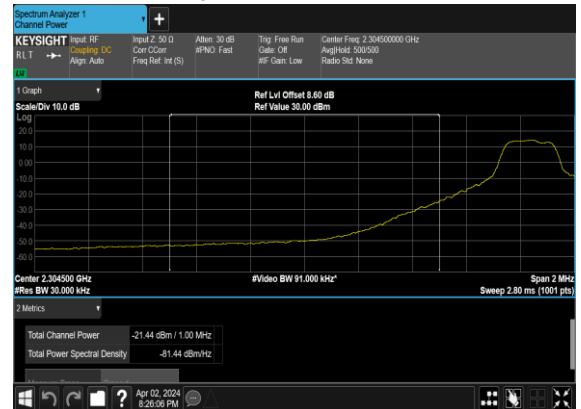 Spectrum Analyzer 1
Channel Power
+
KEYSIGHT Input: RF Input Z: 50 Ω Atten: 30 dB Trig: Free Run Center Freq: 2.304500000 GHz
RLT Coupling: DC Corr CCorr #PNO: Fast Gate: Off Avg|Hold: 500/500
Align: Auto Freq Ref: Int (S) #IF Gain: Low Radio Std: None
1 Graph
Ref Lvl Offset 8.60 dB
Scale/Div 10.0 dB Ref Value 30.00 dBm
Log
20.0
10.0
0.00
-10.0
-20.0
-30.0
-40.0
-50.0
-60.0
Center 2.304500 GHz #Video BW 91.000 kHz* Span 2 MHz
#Res BW 30.000 kHz Sweep 2.80 ms (1001 pts)
2 Metrics
Total Channel Power -21.44 dBm / 1.00 MHz
Total Power Spectral Density -81.44 dBm/Hz
? Apr 02, 2024
8:26:06 PM